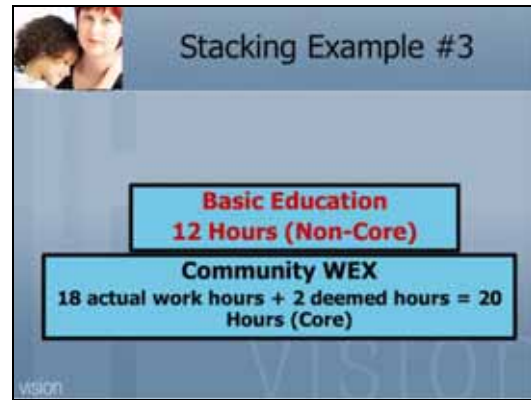 Stacking Example #3
Basic Education
12 Hours (Non-Core)
Community WEX
18 actual work hours + 2 deemed hours = 20
Hours (Core)
VISION
vision